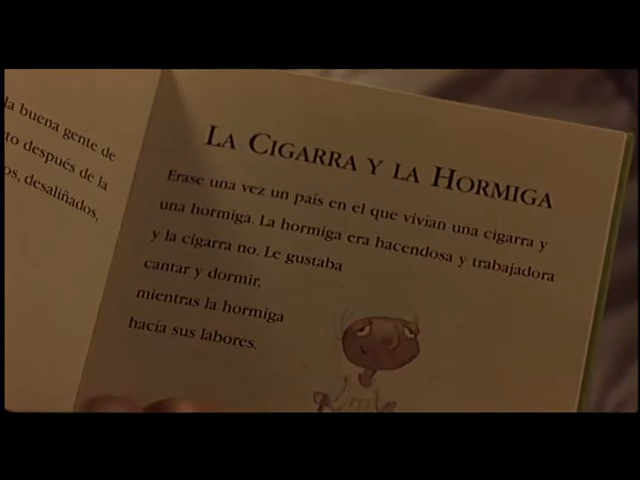 la buena gente de
to después de la
os, desaliñados,
LA CIGARRA Y LA HORMIGA
Erase una vez un país en el que vivían una cigarra y
una hormiga. La hormiga era hacendosa y trabajadora
y la cigarra no. Le gustaba
cantar y dormir,
mientras la hormiga
hacía sus labores.